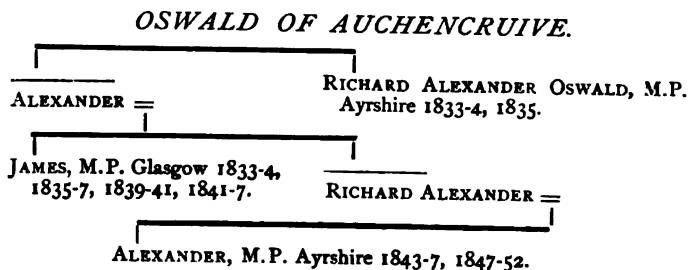 OSWALD OF AUCHENCRUIVE.
ALEXANDER =
RICHARD ALEXANDER OSWALD, M.P.
Ayrshire 1833-4, 1835.
JAMES, M.P. Glasgow 1833-4,
1835-7, 1839-41, 1841-7.
RICHARD ALEXANDER =
ALEXANDER, M.P. Ayrshire 1843-7, 1847-52.